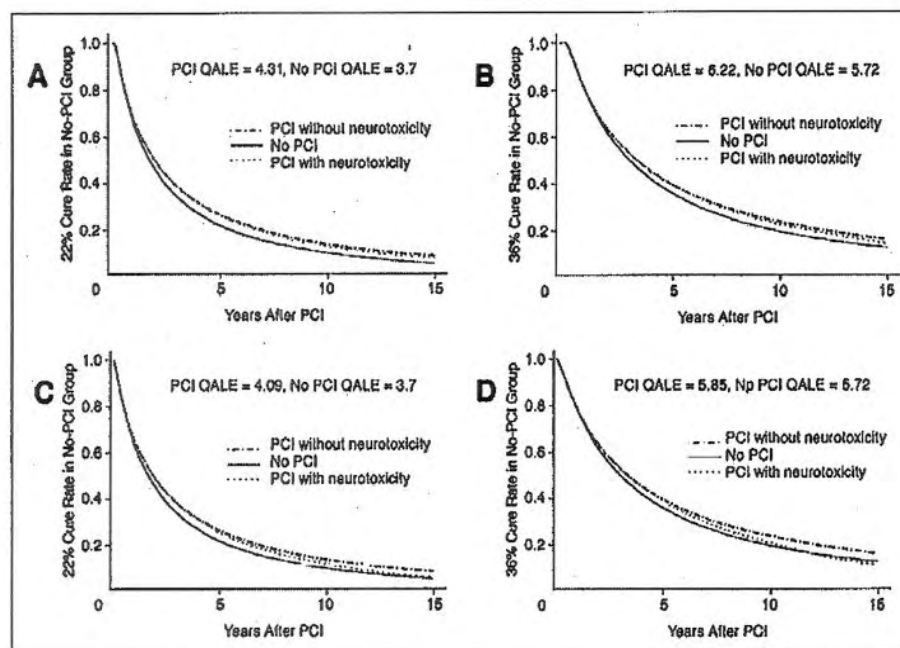 A
PCI QALE = 4.31, No PCI QALE = 3.7
PCI without neurotoxicity
No PCI
PCI with neurotoxicity
22% Cure Rate in No-PCI Group
1.0
0.8
0.6
0.4
0.2
0
5
10
15
Years After PCI
B
PCI QALE = 6.22, No PCI QALE = 5.72
PCI without neurotoxicity
No PCI
PCI with neurotoxicity
36% Cure Rate in No-PCI Group
1.0
0.8
0.6
0.4
0.2
0
5
10
15
Years After PCI
C
PCI QALE = 4.09, No PCI QALE = 3.7
PCI without neurotoxicity
No PCI
PCI with neurotoxicity
22% Cure Rate in No-PCI Group
1.0
0.8
0.6
0.4
0.2
0
5
10
15
Years After PCI
D
PCI QALE = 5.85, Np PCI QALE = 5.72
PCI without neurotoxicity
No PCI
PCI with neurotoxicity
36% Cure Rate in No-PCI Group
1.0
0.8
0.6
0.4
0.2
0
5
10
15
Years After PCI